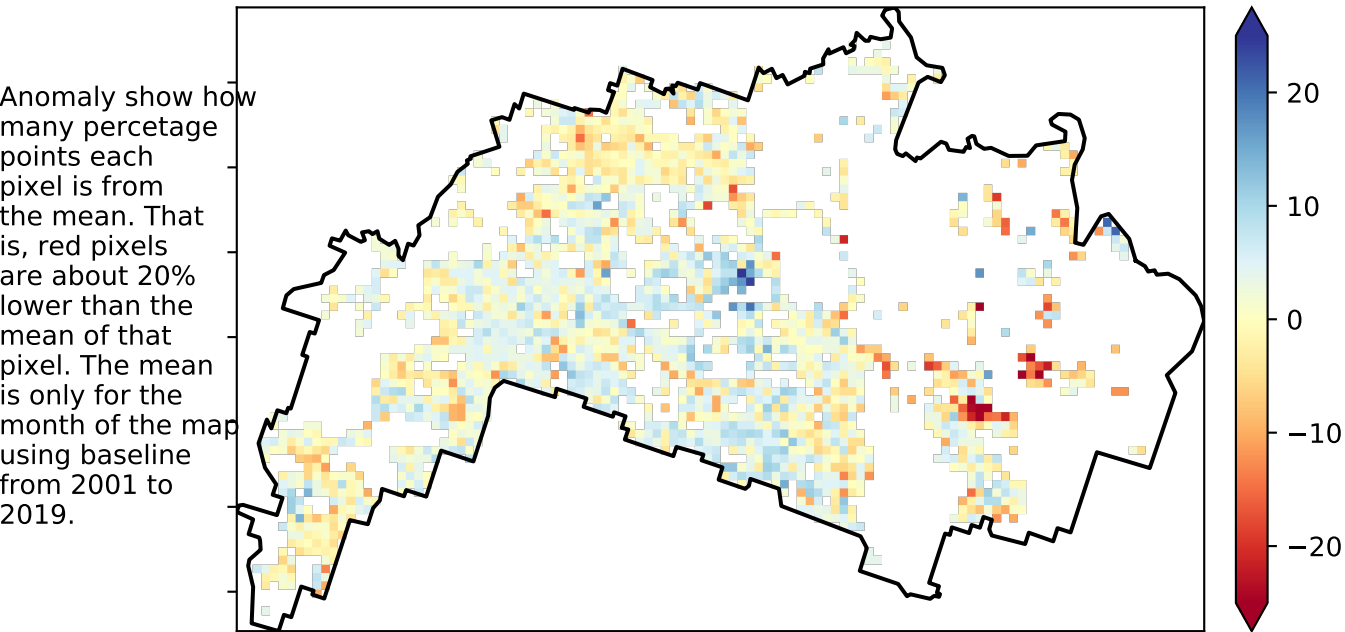 Anomaly show how
many percetage
points each
pixel is from
the mean. That
is, red pixels
are about 20%
lower than the
mean of that
pixel. The mean
is only for the
month of the map
using baseline
from 2001 to
2019.
20
10
0
−10
−20